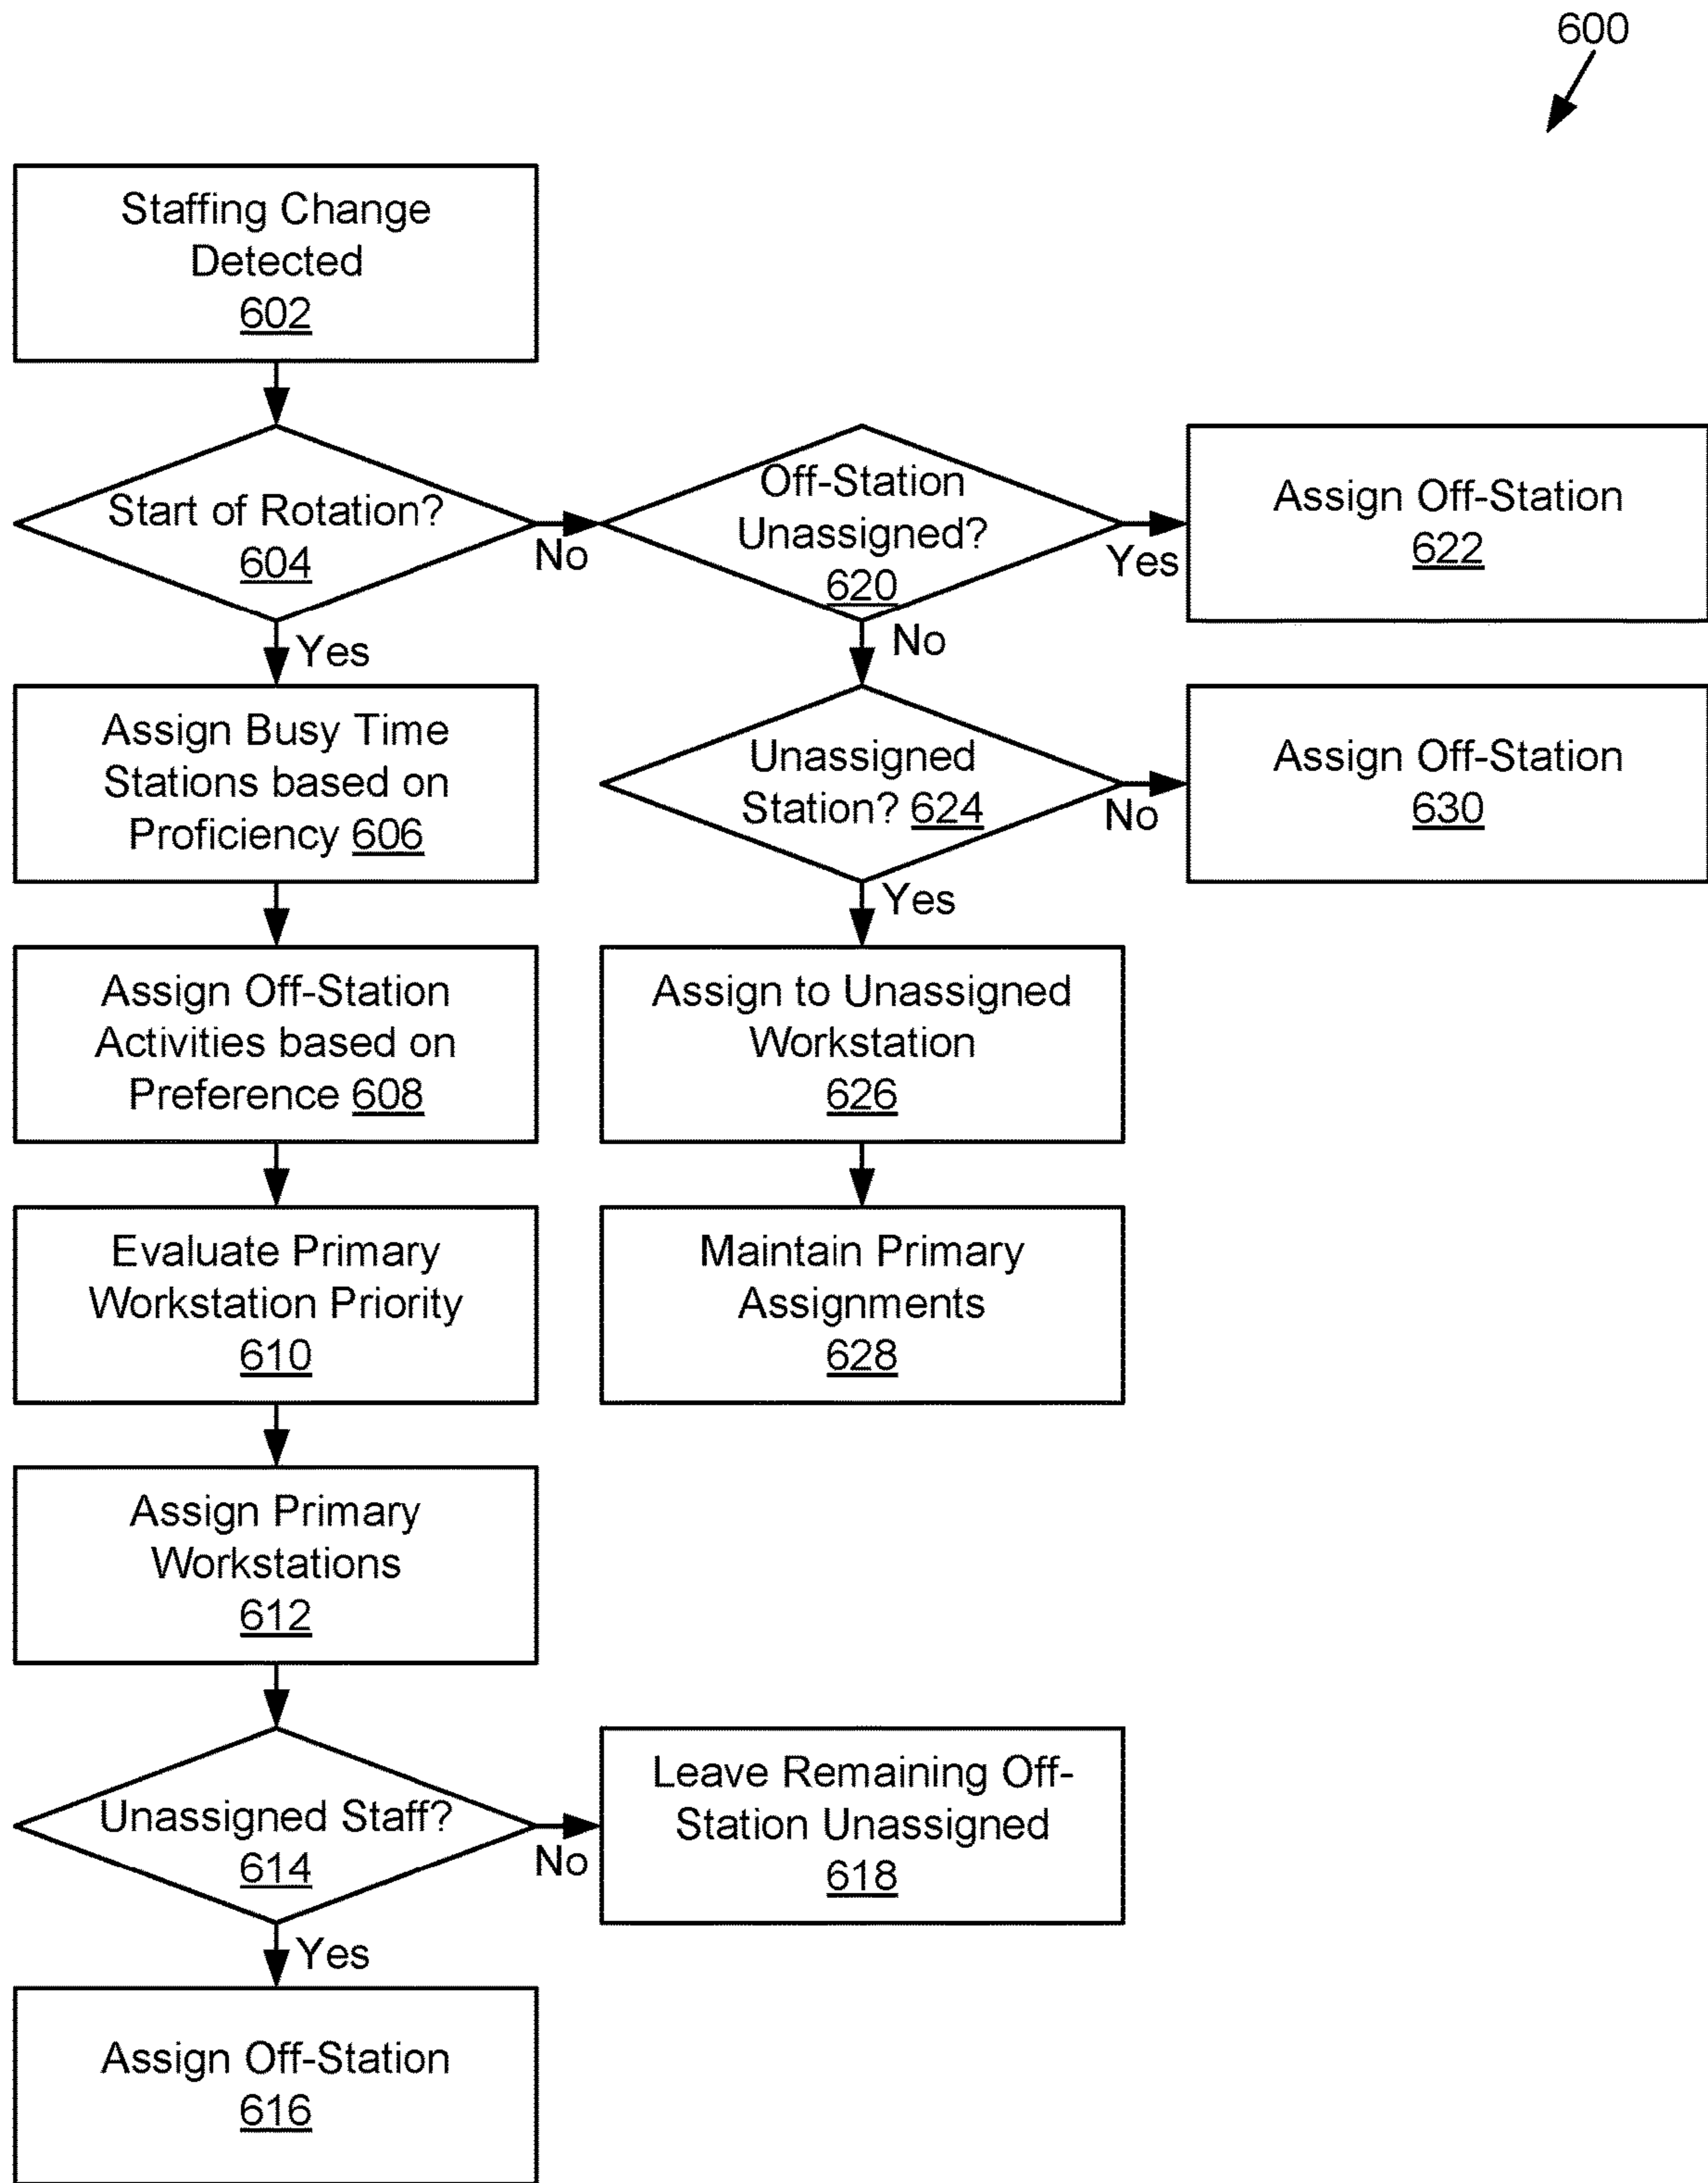 600
Staffing Change
Detected
602
Start of Rotation?
604
No
Yes
Off-Station
Unassigned?
620
Yes
No
Assign Off-Station
622
Assign Busy Time
Stations based on
Proficiency 606
Unassigned
Station? 624
No
Yes
Assign Off-Station
630
Assign Off-Station
Activities based on
Preference 608
Assign to Unassigned
Workstation
626
Evaluate Primary
Workstation Priority
610
Maintain Primary
Assignments
628
Assign Primary
Workstations
612
Unassigned Staff?
614
No
Yes
Leave Remaining Off-
Station Unassigned
618
Assign Off-Station
616